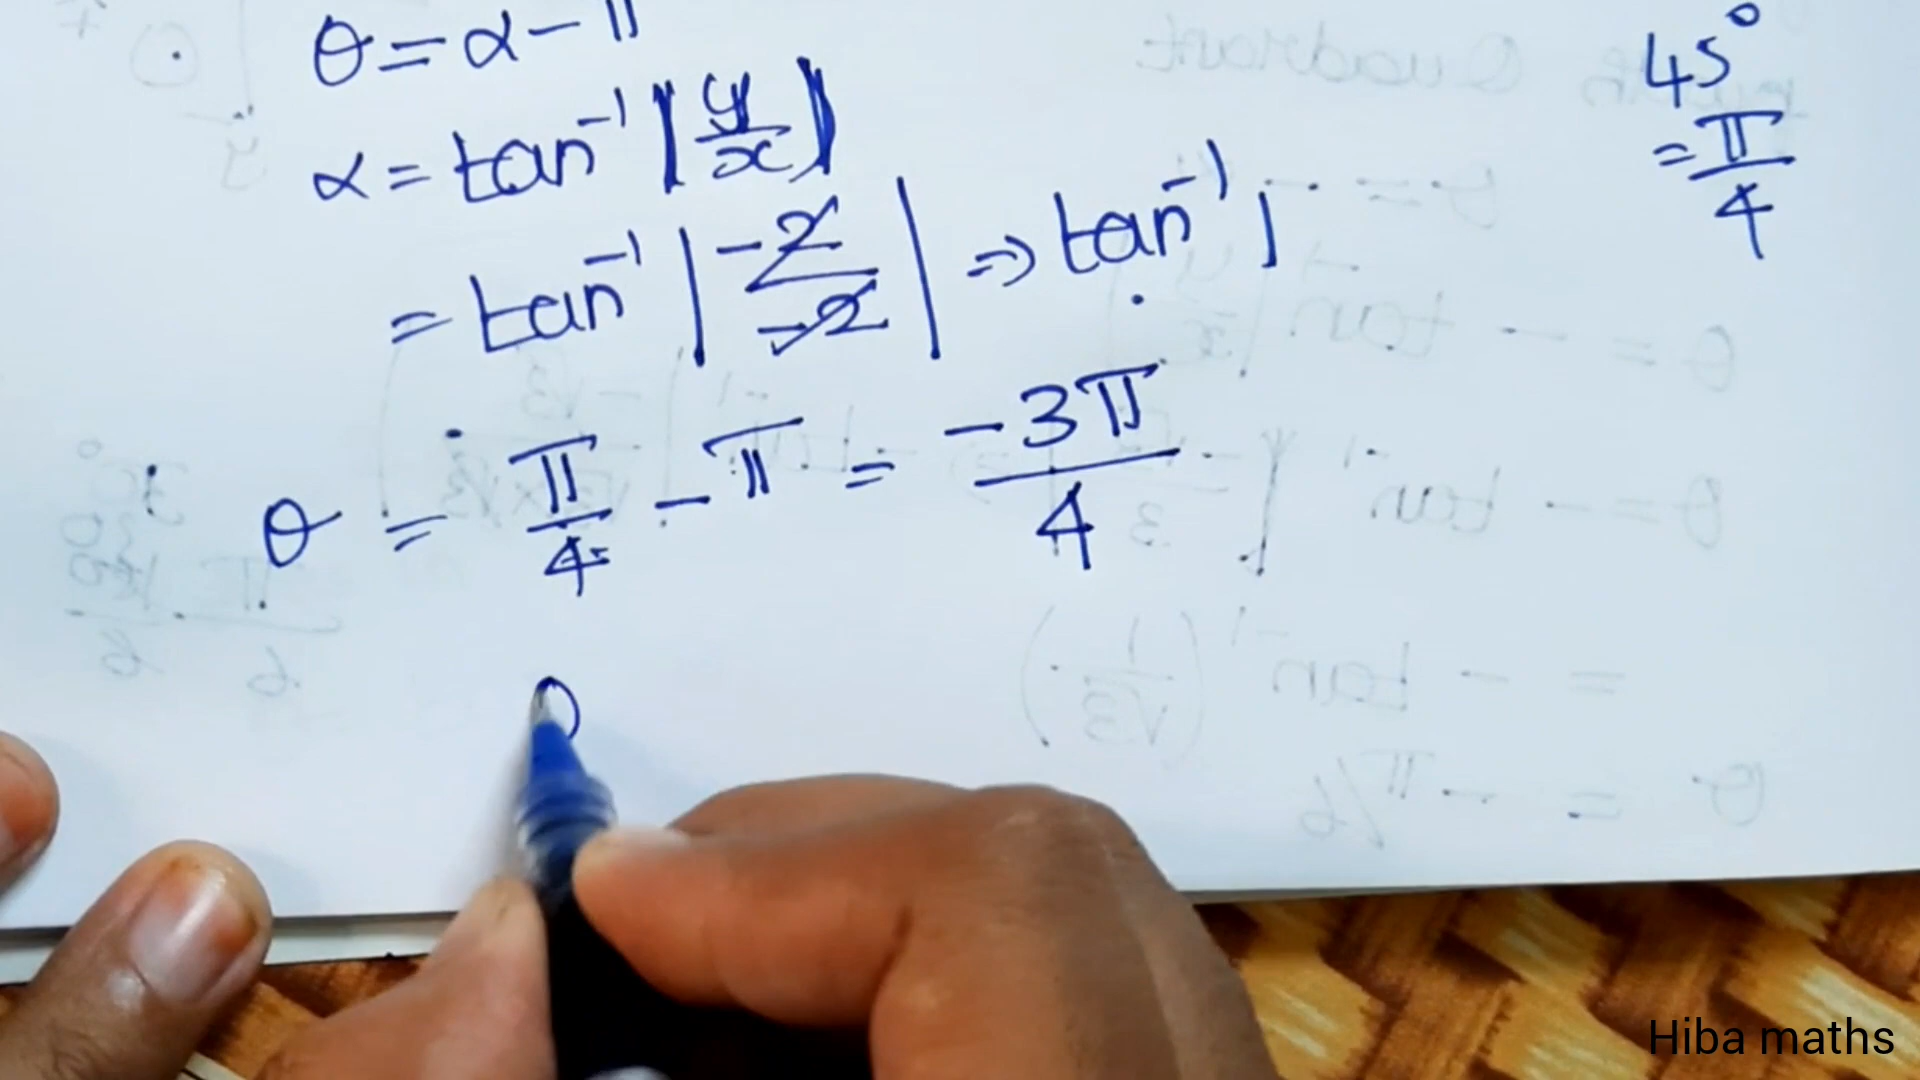 θ = α - π
α = tan⁻¹ |y/x|
= tan⁻¹ |-2/-2| ⇒ tan⁻¹ 1
θ = π/4 - π = -3π/4
45°
= π/4
Hiba maths